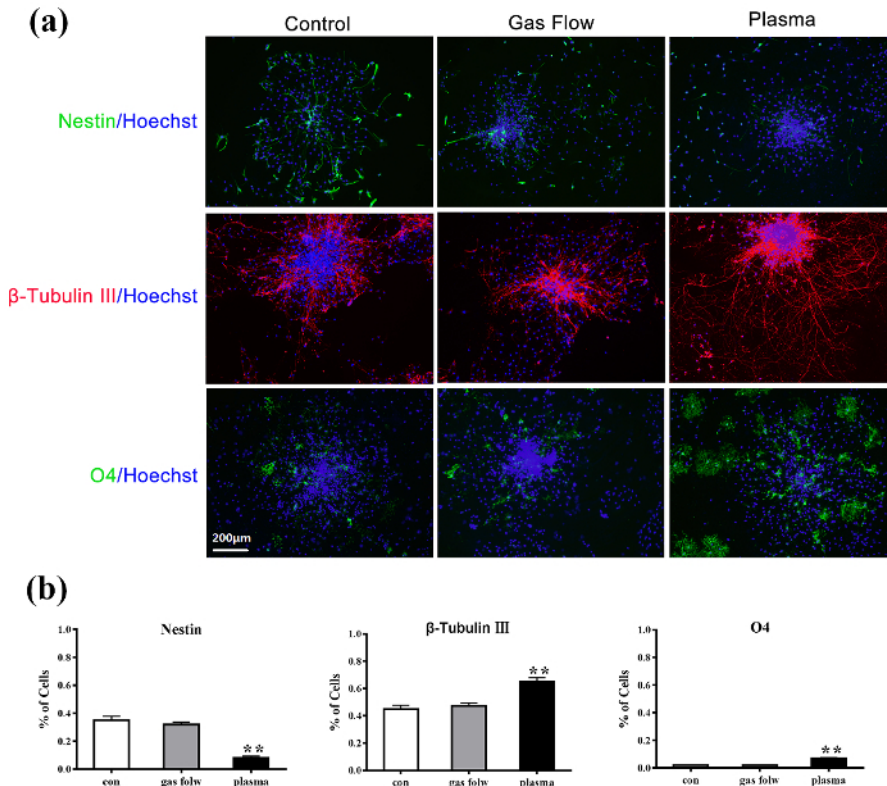 (a)
Control Gas Flow Plasma
Nestin/Hoechst
β-Tubulin III/Hoechst
O4/Hoechst
200μm
(b)
Nestin
% of Cells
1.0
0.8
0.6
0.4
0.2
0.0
**
con gas folw plasma
β-Tubulin III
% of Cells
1.0
0.8
0.6
0.4
0.2
0.0
**
con gas folw plasma
O4
% of Cells
1.0
0.8
0.6
0.4
0.2
0.0
**
con gas folw plasma